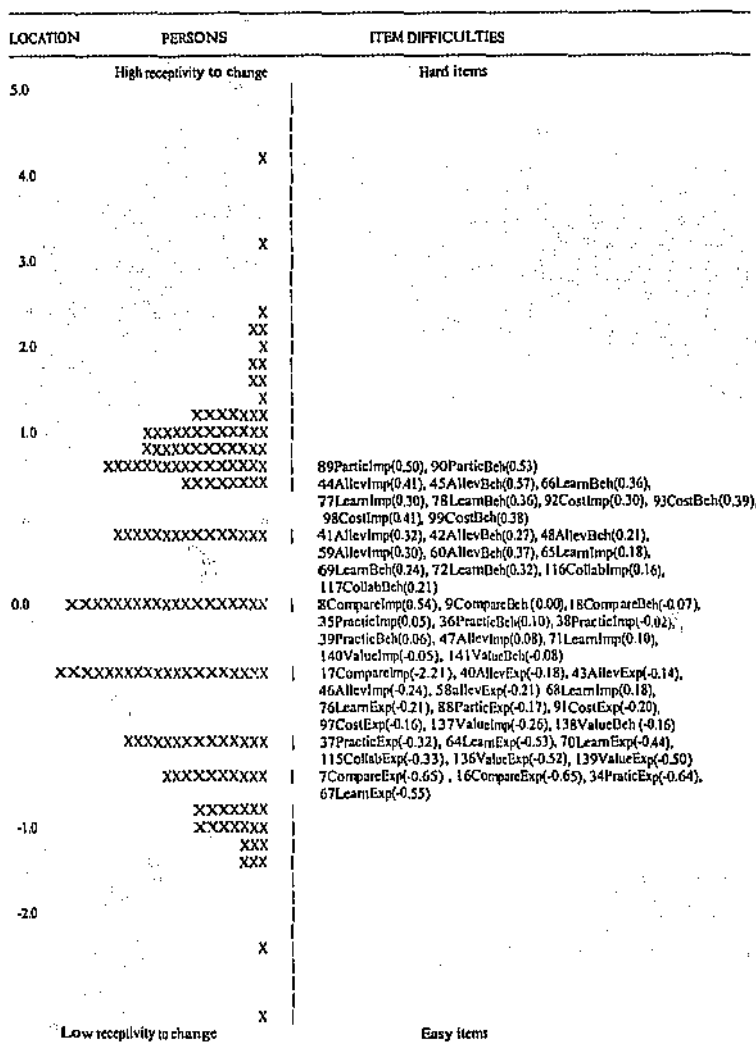 LOCATION PERSONS ITEM DIFFICULTIES
High receptivity to change Hard items
5.0
X
4.0
X
3.0
X
XX
2.0 X
XX
XX
X
XXXXXXX
1.0 XXXXXXXXXXXX
XXXXXXXXXXXX
XXXXXXXXXXXXXXXX 89ParticImp(0.50), 90ParticBeh(0.53)
XXXXXXXX 44AllevImp(0.41), 45AllevBeh(0.57), 66LearnBeh(0.36),
77LearnImp(0.30), 78LearnBeh(0.36), 92CostImp(0.30), 93CostBeh(0.39),
98CostImp(0.41), 99CostBeh(0.38)
XXXXXXXXXXXXXXX 41AllevImp(0.32), 42AllevBeh(0.27), 48AllevBeh(0.21),
59AllevImp(0.30), 60AllevBeh(0.37), 65LearnImp(0.18),
69LearnBeh(0.24), 72LearnBeh(0.32), 116CollabImp(0.16),
117CollabBeh(0.21)
0.0 XXXXXXXXXXXXXXXXXXXX 8CompareImp(0.54), 9CompareBeh(0.00), 18CompareBeh(-0.07),
35PracticImp(0.05), 36PracticBeh(0.10), 38PracticImp(-0.02),
39PracticBeh(0.06), 47AllevImp(0.08), 71LearnImp(0.10),
140ValueImp(-0.05), 141ValueBeh(-0.08)
XXXXXXXXXXXXXXXXXXXXX 17CompareImp(-2.21), 40AllevExp(-0.18), 43AllevExp(-0.14),
46AllevImp(-0.24), 58allevExp(-0.21) 68LearnImp(0.18),
76LearnExp(-0.21), 88ParticExp(-0.17), 91CostExp(-0.20),
97CostExp(-0.16), 137ValueImp(-0.26), 138ValueBeh (-0.16)
XXXXXXXXXXXXXX 37PracticExp(-0.32), 64LearnExp(-0.53), 70LearnExp(-0.44),
115CollabExp(-0.33), 136ValueExp(-0.52), 139ValueExp(-0.50)
XXXXXXXXXX 7CompareExp(-0.65) , 16CompareExp(-0.65), 34PraticExp(-0.64),
67LearnExp(-0.55)
XXXXXXX
-1.0 XXXXXXX
XXX
XXX
-2.0
X
X
Low receptivity to change Easy items